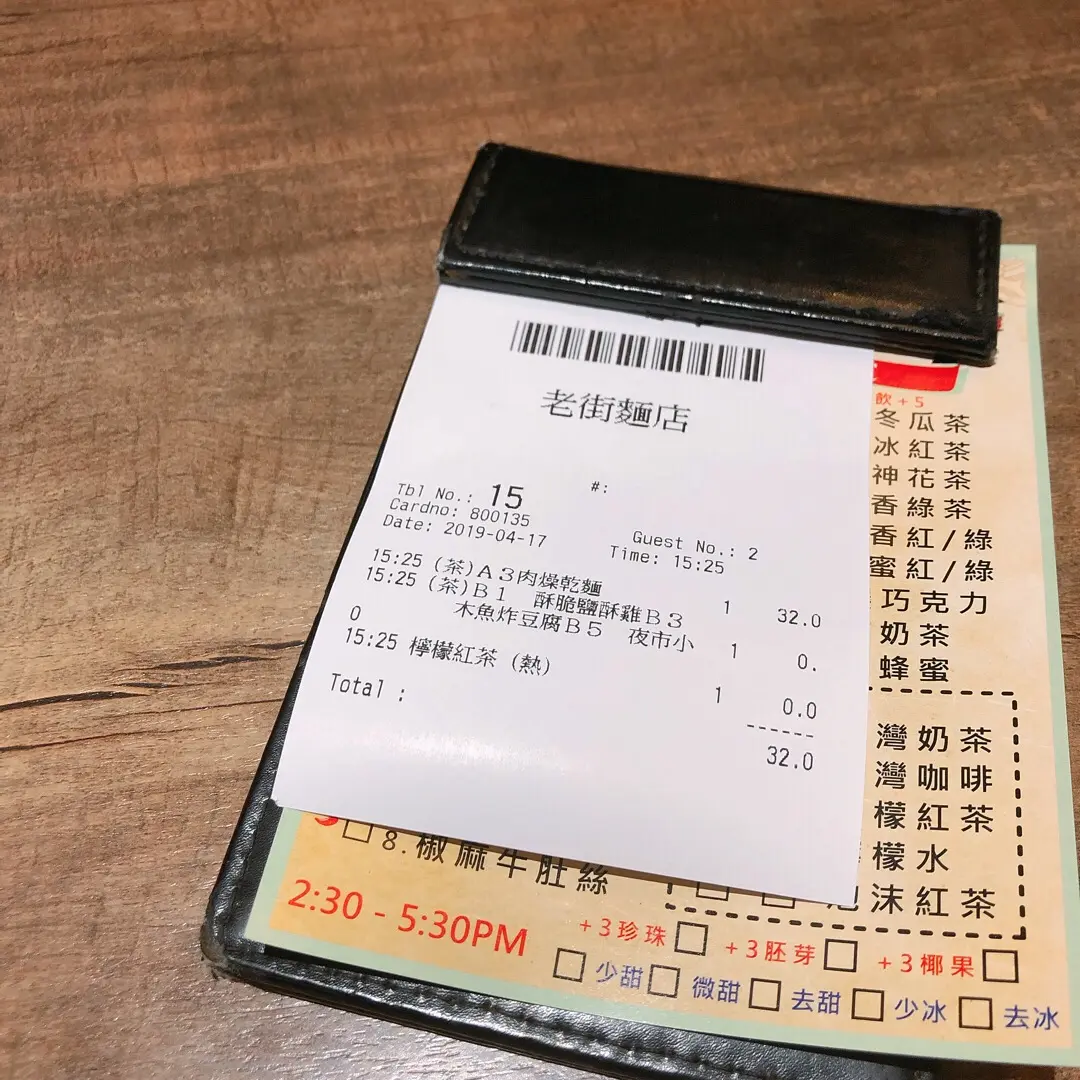 老街麵店
Tbl No.: 15 #:
Cardno: 800135 Guest No.: 2
Date: 2019-04-17 Time: 15:25
15:25 (茶)A3肉燥乾麵 1 32.0
15:25 (茶)B1 酥脆鹽酥雞B3
木魚炸豆腐B5 夜市小 1 0.
0
15:25 檸檬紅茶 (熱) 1 0.0
------
Total : 32.0
飲+5
冬瓜茶
冰紅茶
神花茶
香綠茶
香紅/綠
蜜紅/綠
巧克力
奶茶
蜂蜜
灣奶茶
灣咖啡
檬紅茶
檬水
沫紅茶
8.椒麻牛肚絲
2:30 - 5:30PM
+3珍珠 +3胚芽 +3椰果
少甜 微甜 去甜 少冰 去冰